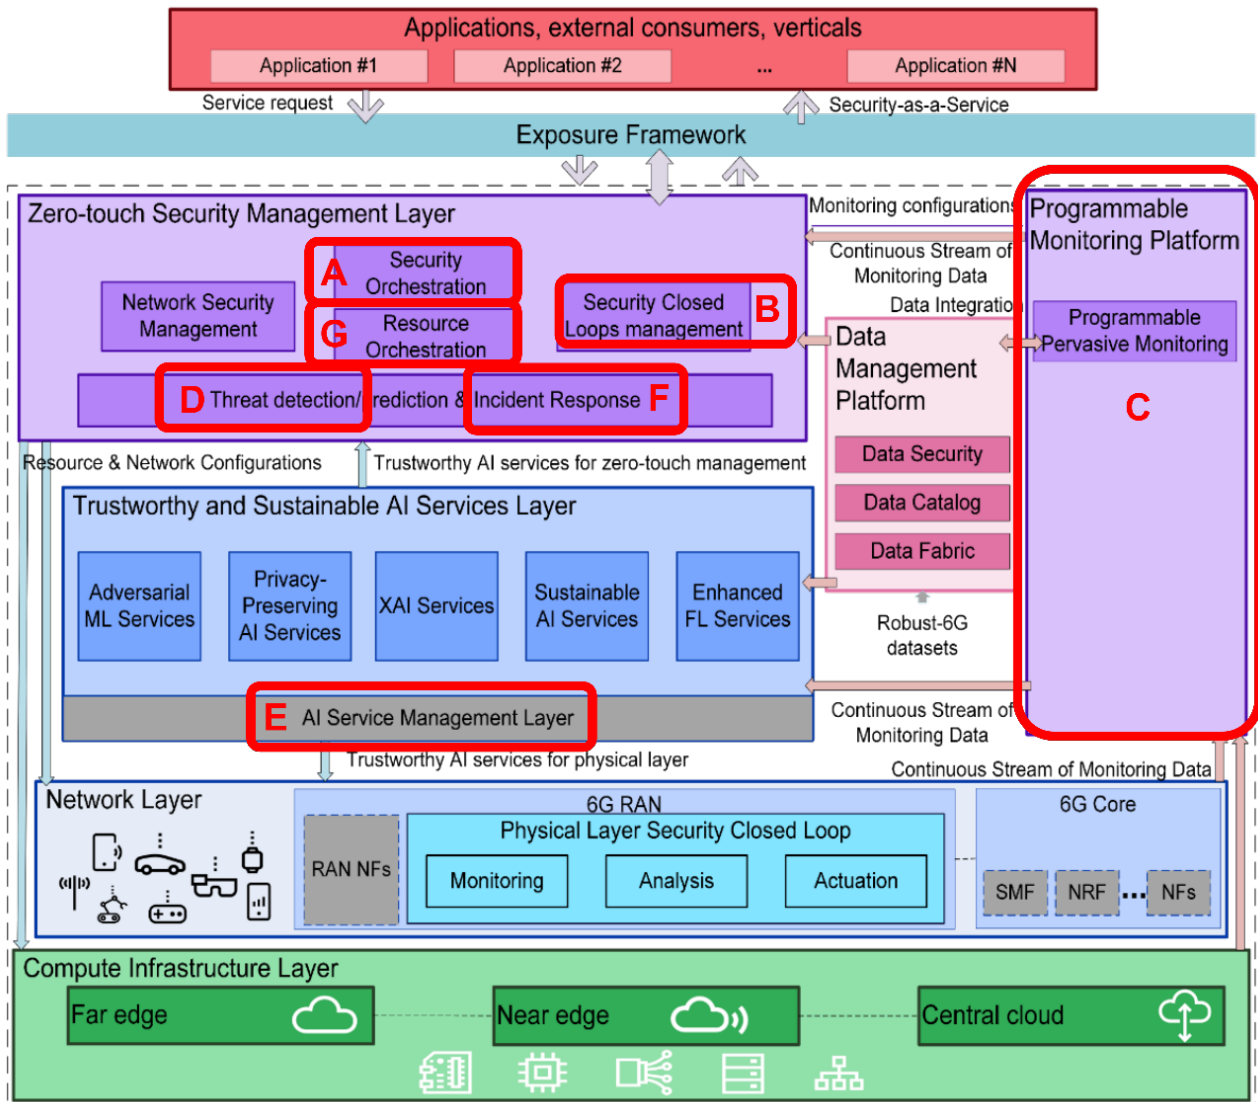 Applications, external consumers, verticals
Application #1
Application #2
...
Application #N
Service request
Security-as-a-Service
Exposure Framework
Zero-touch Security Management Layer
Monitoring configurations
Programmable
Monitoring Platform
A
Security
Orchestration
Continuous Stream of
Monitoring Data
Network Security
Management
Security Closed
Loops management
B
Data Integration
G
Resource
Orchestration
Data
Management
Platform
Programmable
Pervasive Monitoring
D
Threat detection/
rediction &
Incident Response
F
C
Resource & Network Configurations
Trustworthy AI services for zero-touch management
Data Security
Data Catalog
Data Fabric
Trustworthy and Sustainable AI Services Layer
Adversarial
ML Services
Privacy-
Preserving
AI Services
XAI Services
Sustainable
AI Services
Enhanced
FL Services
Robust-6G
datasets
E
AI Service Management Layer
Continuous Stream of
Monitoring Data
Trustworthy AI services for physical layer
Continuous Stream of Monitoring Data
Network Layer
6G RAN
6G Core
Physical Layer Security Closed Loop
RAN NFs
Monitoring
Analysis
Actuation
SMF
NRF
...
NFs
Compute Infrastructure Layer
Far edge
Near edge
Central cloud